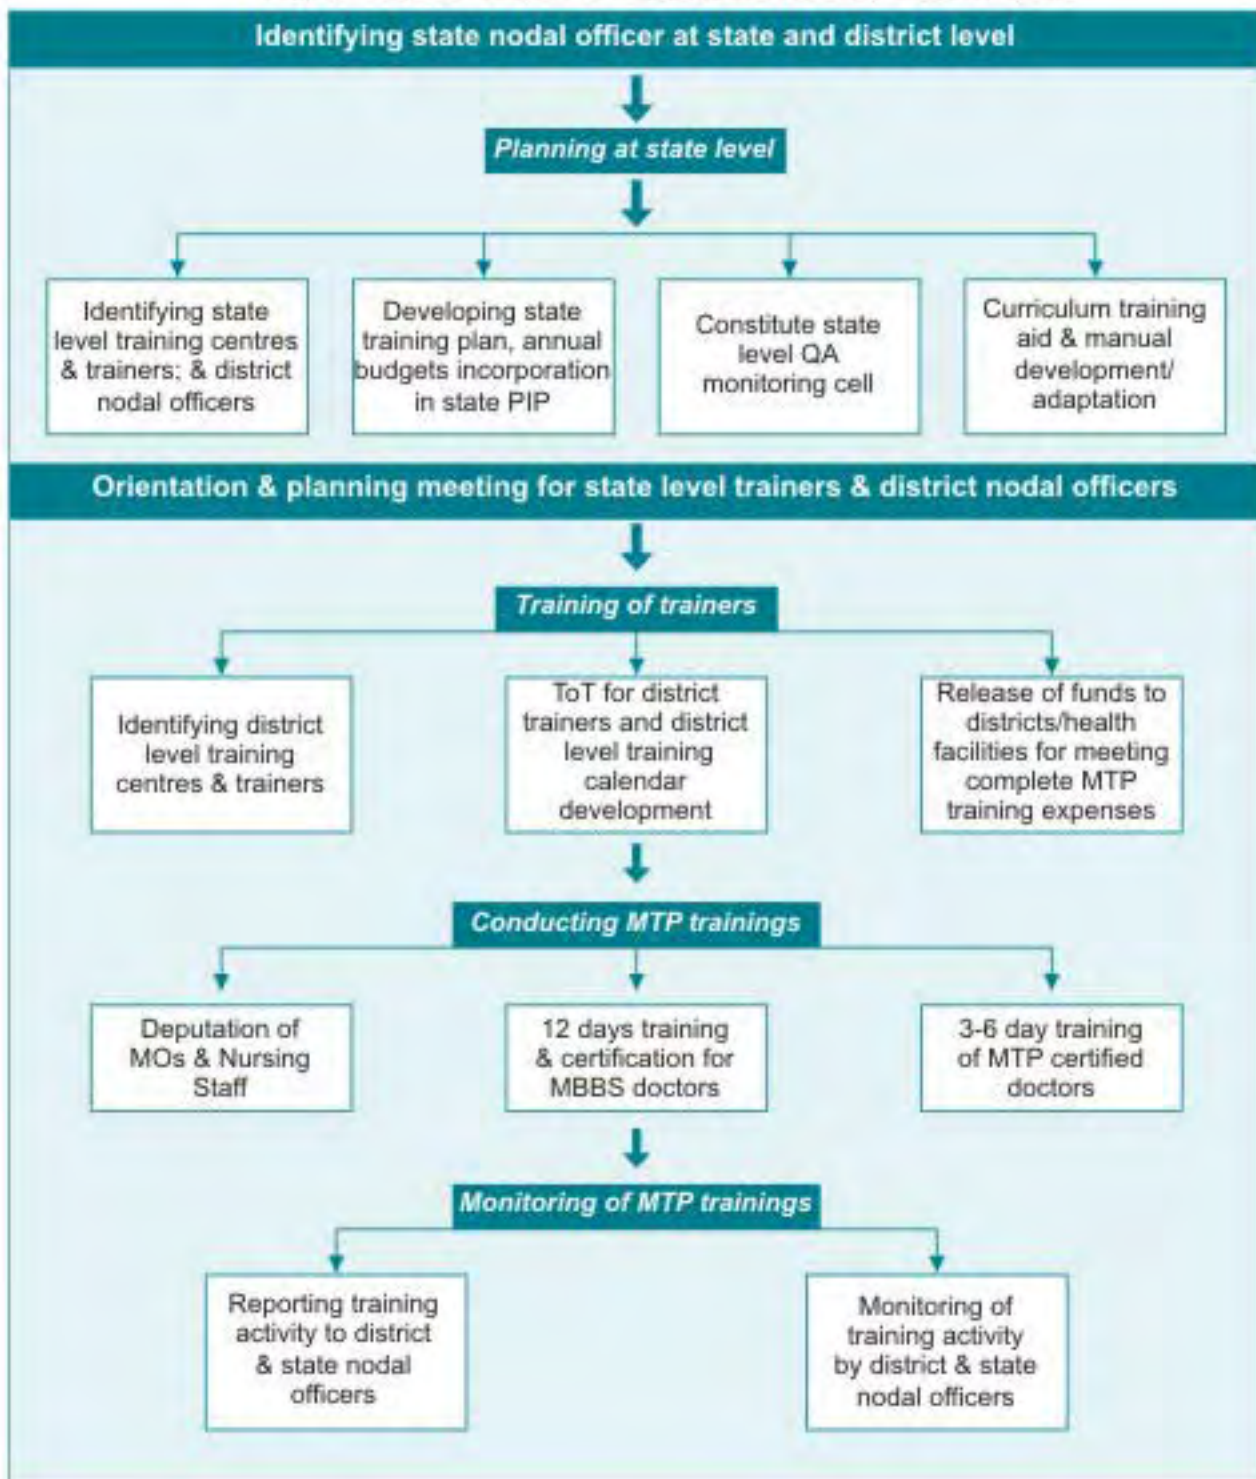 Identifying state nodal officer at state and district level
Planning at state level
Identifying state
level training centres
& trainers; & district
nodal officers
Developing state
training plan, annual
budgets incorporation
in state PIP
Constitute state
level QA
monitoring cell
Curriculum training
aid & manual
development/
adaptation
Orientation & planning meeting for state level trainers & district nodal officers
Training of trainers
Identifying district
level training
centres & trainers
ToT for district
trainers and district
level training
calendar
development
Release of funds to
districts/health
facilities for meeting
complete MTP
training expenses
Conducting MTP trainings
Deputation of
MOs & Nursing
Staff
12 days training
& certification for
MBBS doctors
3-6 day training
of MTP certified
doctors
Monitoring of MTP trainings
Reporting training
activity to district
& state nodal
officers
Monitoring of
training activity
by district & state
nodal officers